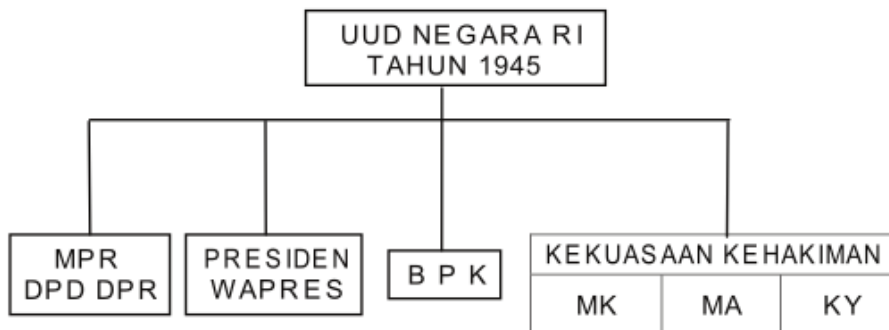 UUD NEGARA RI
TAHUN 1945
MPR
DPD DPR
PRESIDEN
WAPRES
B P K
KEKUASAAN KEHAKIMAN
MK MA KY